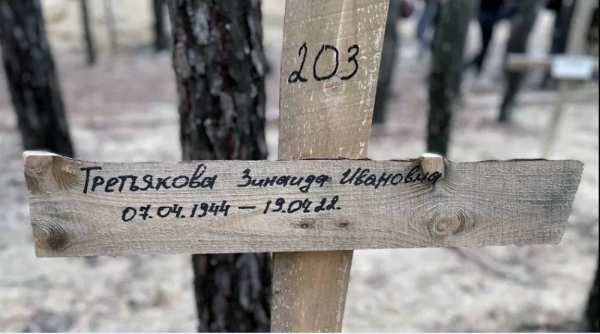 203
Третьякова Зинаида Ивановна
07.04.1944 — 19.04.22.